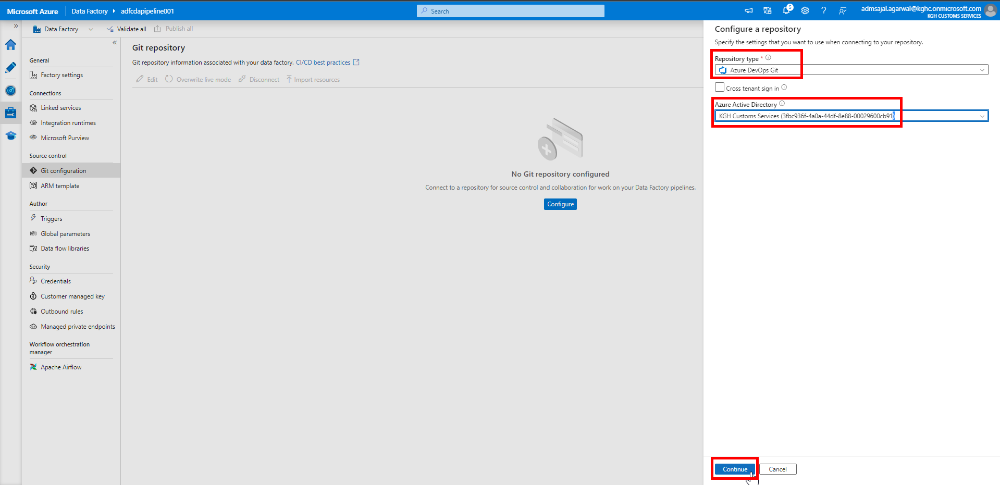 Microsoft Azure
Data Factory
adfcdapipeline001
Search
5
admsajal.agarwal@kghc.onmicrosoft.com
KGH CUSTOMS SERVICES
Data Factory
Validate all
Publish all
General
Factory settings
Connections
Linked services
Integration runtimes
Microsoft Purview
Source control
Git configuration
ARM template
Author
Triggers
Global parameters
Data flow libraries
Security
Credentials
Customer managed key
Outbound rules
Managed private endpoints
Workflow orchestration
manager
Apache Airflow
Git repository
Git repository information associated with your data factory. CI/CD best practices
Edit
Overwrite live mode
Disconnect
Import resources
No Git repository configured
Connect to a repository for source control and collaboration for work on your Data Factory pipelines.
Configure
Configure a repository
Specify the settings that you want to use when connecting to your repository.
Repository type *
Azure DevOps Git
Cross tenant sign in
Azure Active Directory
KGH Customs Services (3fbc936f-4a0a-44df-8e88-00029600cb91)
Continue
Cancel